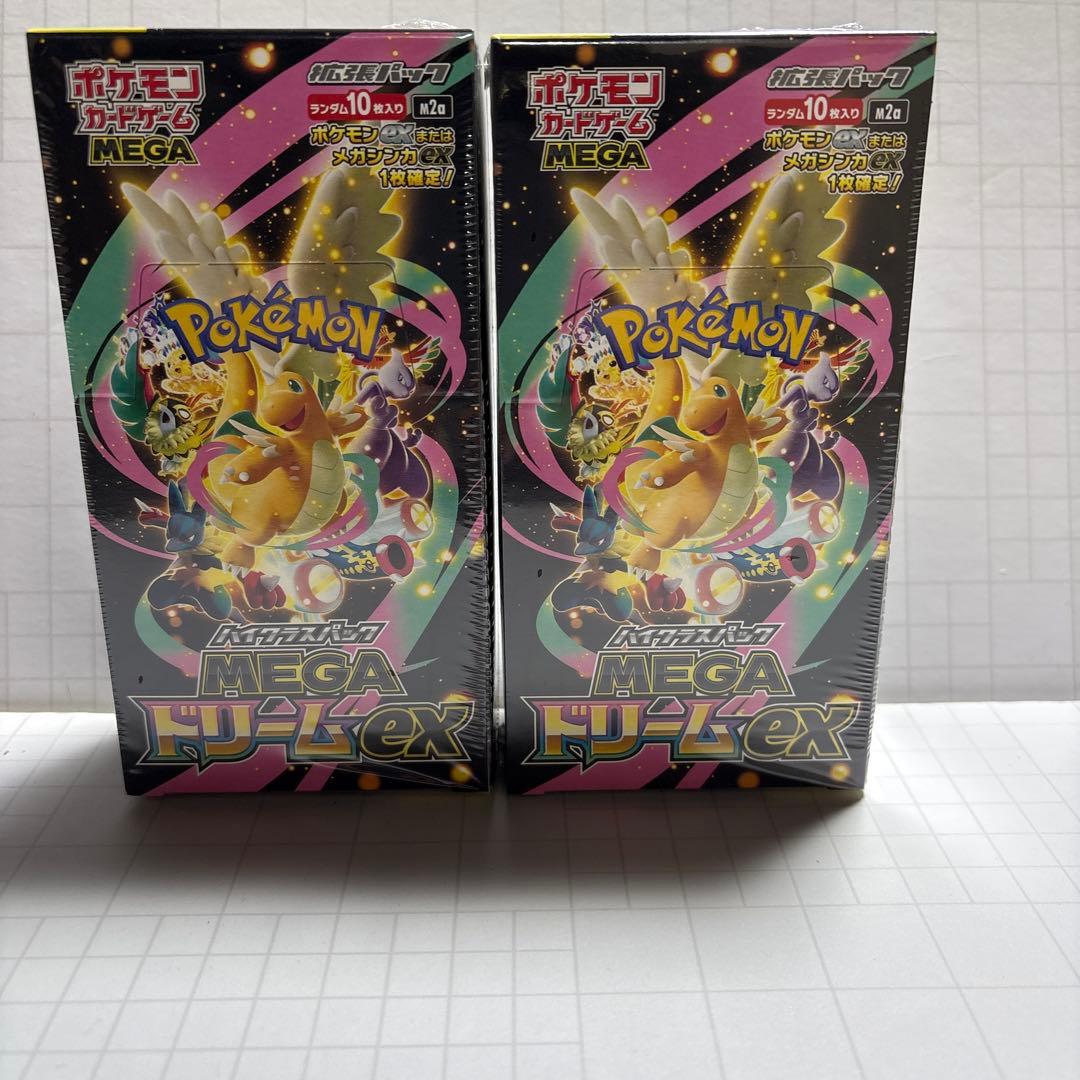 ポケモン
カードゲーム
MEGA
拡張パック
ランダム10枚入り
M2a
ポケモンexまたは
メガシンカex
1枚確定!
POKéMON
ハイクラスパック
MEGA
ドリームex
ポケモン
カードゲーム
MEGA
拡張パック
ランダム10枚入り
M2a
ポケモンexまたは
メガシンカex
1枚確定!
POKéMON
ハイクラスパック
MEGA
ドリームex